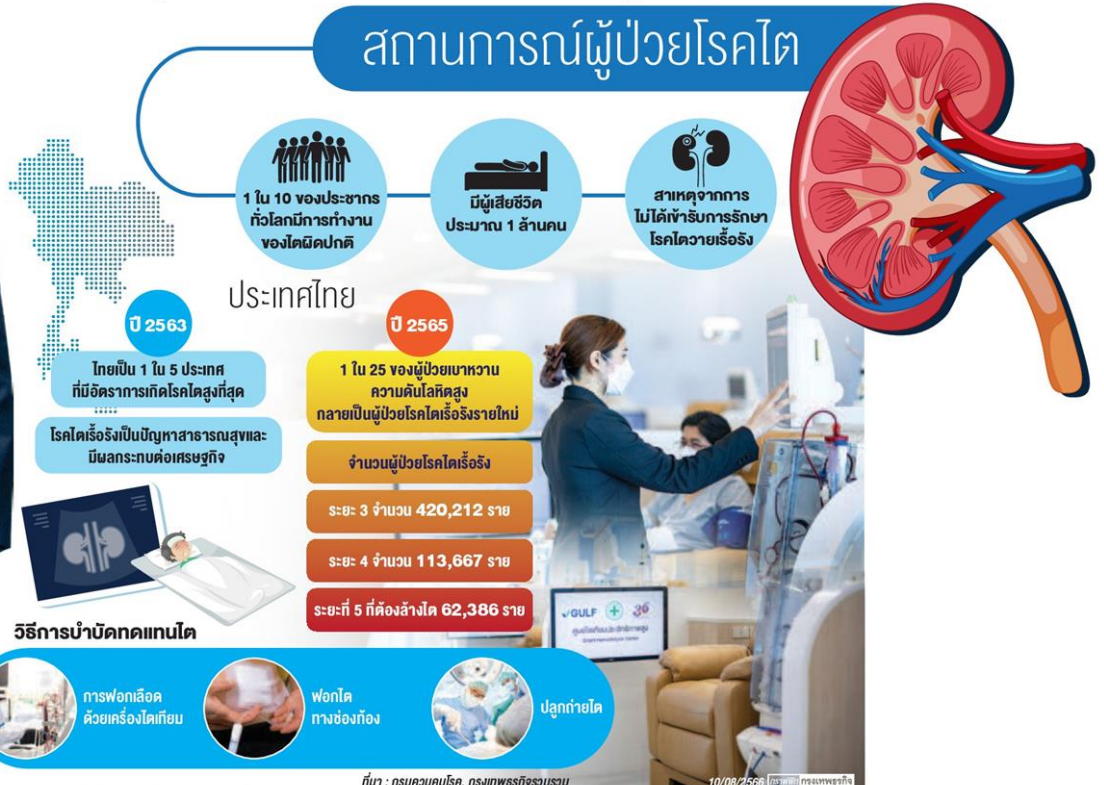 สถานการณ์ผู้ป่วยโรคไต
1 ใน 10 ของประชากร
ทั่วโลกมีการทำงาน
ของไตผิดปกติ
มีผู้เสียชีวิต
ประมาณ 1 ล้านคน
สาเหตุจากการ
ไม่ได้เข้ารับการรักษา
โรคไตวายเรื้อรัง
ประเทศไทย
ปี 2563
ไทยเป็น 1 ใน 5 ประเทศ
ที่มีอัตราการเกิดโรคไตสูงที่สุด
โรคไตเรื้อรังเป็นปัญหาสาธารณสุขและ
มีผลกระทบต่อเศรษฐกิจ
ปี 2565
1 ใน 25 ของผู้ป่วยเบาหวาน
ความดันโลหิตสูง
กลายเป็นผู้ป่วยโรคไตเรื้อรังรายใหม่
จำนวนผู้ป่วยโรคไตเรื้อรัง
ระยะ 3 จำนวน 420,212 ราย
ระยะ 4 จำนวน 113,667 ราย
ระยะที่ 5 ที่ต้องล้างไต 62,386 ราย
GULF
วิธีการบำบัดทดแทนไต
การฟอกเลือด
ด้วยเครื่องไตเทียม
ฟอกไต
ทางช่องท้อง
ปลูกถ่ายไต
ที่มา : กรมควบคุมโรค, กรุงเทพธุรกิจรวบรวม
10/08/2566 กราฟฟิก กรุงเทพธุรกิจ